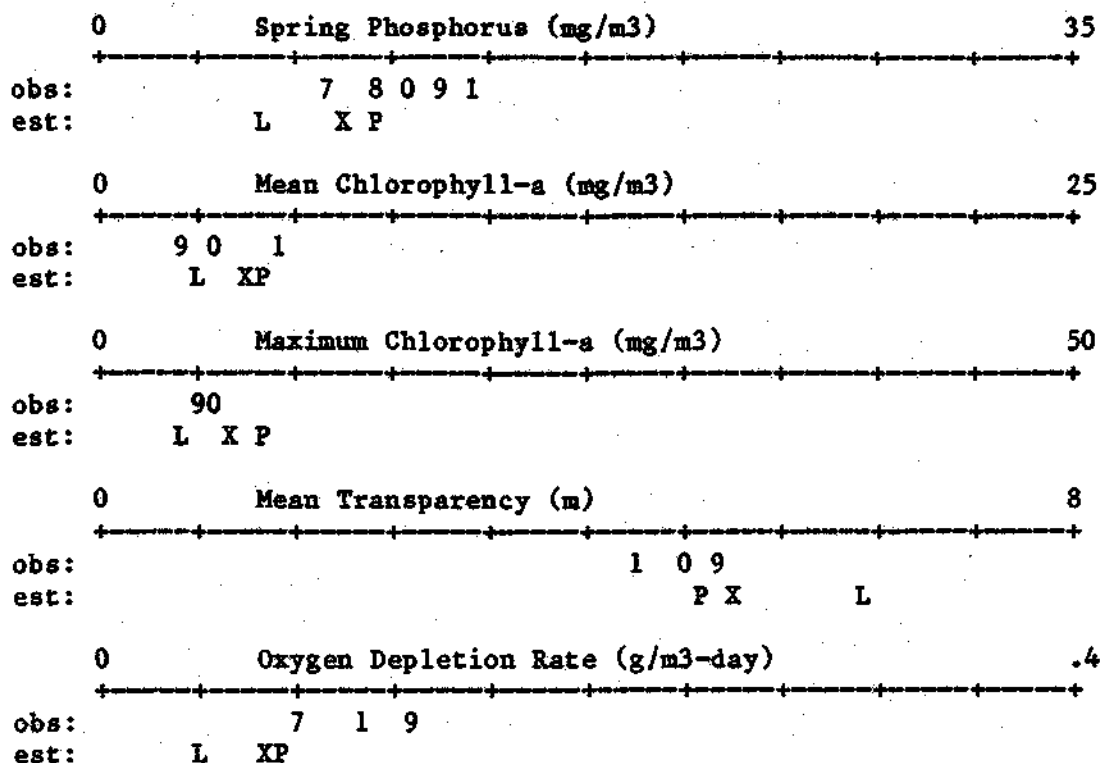 0 Spring Phosphorus (mg/m3) 35
+-----+-----+-----+-----+-----+-----+-----+-----+-----+-----+
obs: 7 8 0 9 1
est: L X P
0 Mean Chlorophyll-a (mg/m3) 25
+-----+-----+-----+-----+-----+-----+-----+-----+-----+-----+
obs: 9 0 1
est: L XP
0 Maximum Chlorophyll-a (mg/m3) 50
+-----+-----+-----+-----+-----+-----+-----+-----+-----+-----+
obs: 90
est: L X P
0 Mean Transparency (m) 8
+-----+-----+-----+-----+-----+-----+-----+-----+-----+-----+
obs: 1 0 9
est: P X L
0 Oxygen Depletion Rate (g/m3-day) .4
+-----+-----+-----+-----+-----+-----+-----+-----+-----+-----+
obs: 7 1 9
est: L XP